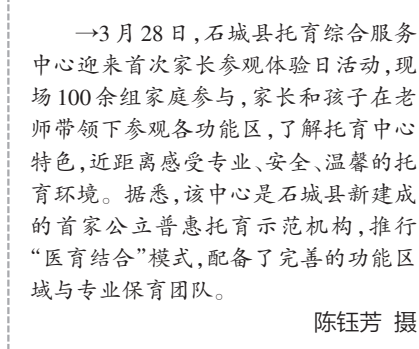 →3月28日,石城县托育综合服务
中心迎来首次家长参观体验日活动,现
场100余组家庭参与,家长和孩子在老
师带领下参观各功能区,了解托育中心
特色,近距离感受专业、安全、温馨的托
育环境。据悉,该中心是石城县新建成
的首家公立普惠托育示范机构,推行
“医育结合”模式,配备了完善的功能区
域与专业保育团队。
陈钰芳 摄